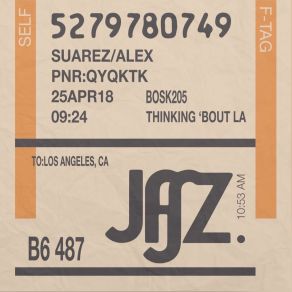 SELF
F-TAG
5279780749
SUAREZ/ALEX
PNR:QYQKTK
25APR18 BOSK205
09:24 THINKING ‘BOUT LA
TO:LOS ANGELES, CA
JAJZ.
10:53 AM
B6 487